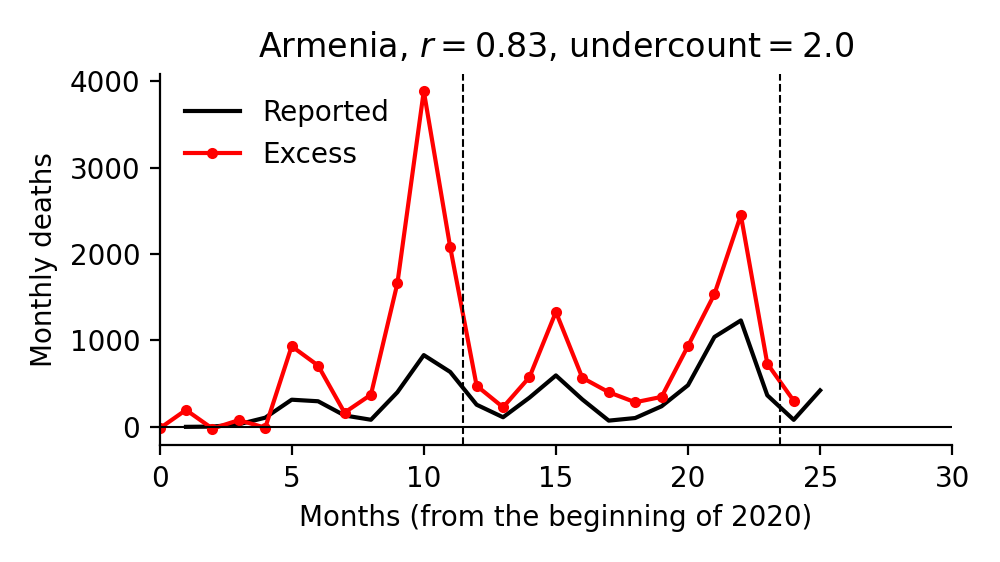 Armenia, r = 0.83, undercount = 2.0
4000
3000
2000
1000
0
Monthly deaths
Reported
Excess
0 5 10 15 20 25 30
Months (from the beginning of 2020)